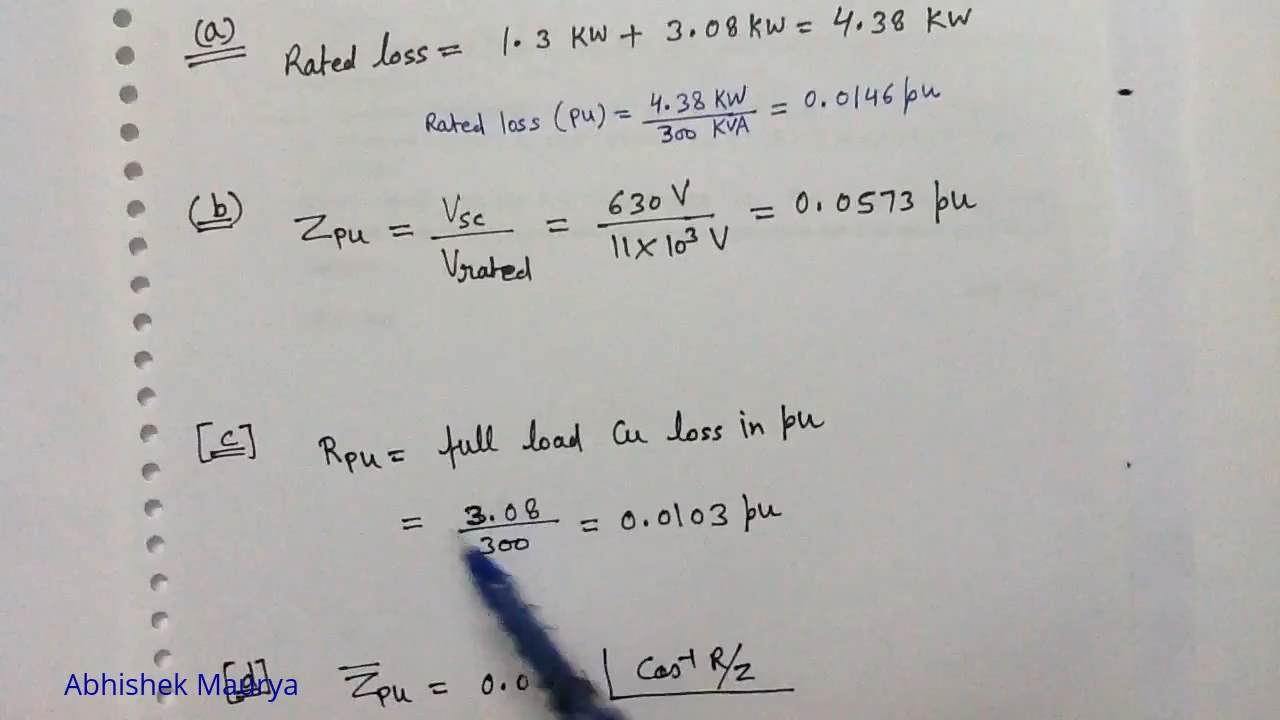 (a) Rated loss = 1.3 KW + 3.08 KW = 4.38 KW
Rated loss (pu) = 4.38 KW / 300 KVA = 0.0146 pu
(b) Zpu = Vsc / Vrated = 630 V / 11 × 10³ V = 0.0573 pu
[c] Rpu = full load Cu loss in pu
= 3.08 / 300 = 0.0103 pu
[d] Z̅pu = 0.0 Cos⁻¹ R/Z
Abhishek Maurya